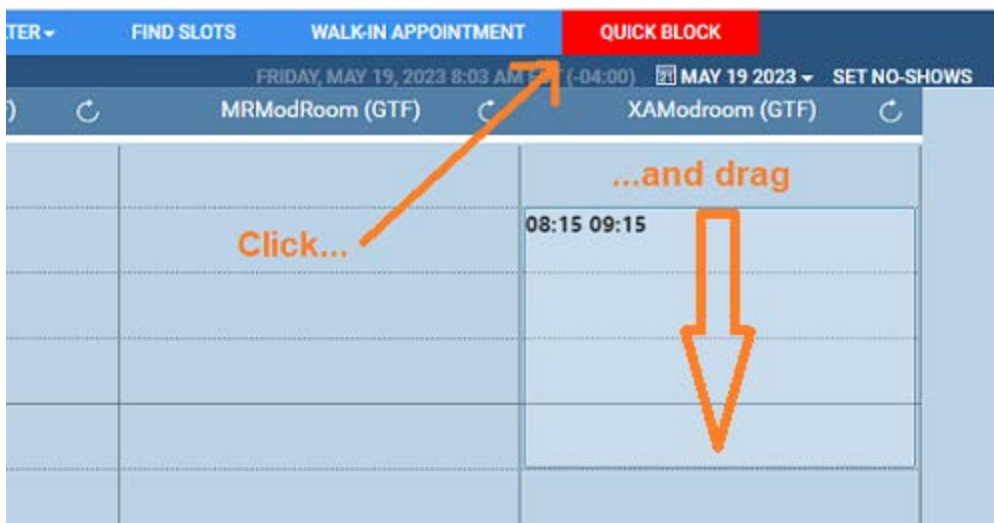 TER FIND SLOTS WALK-IN APPOINTMENT QUICK BLOCK
FRIDAY, MAY 19, 2023 8:03 AM (-04:00) 21 MAY 19 2023 SET NO-SHOWS
) MRModRoom (GTF) XAModroom (GTF)
...and drag
08:15 09:15
Click...